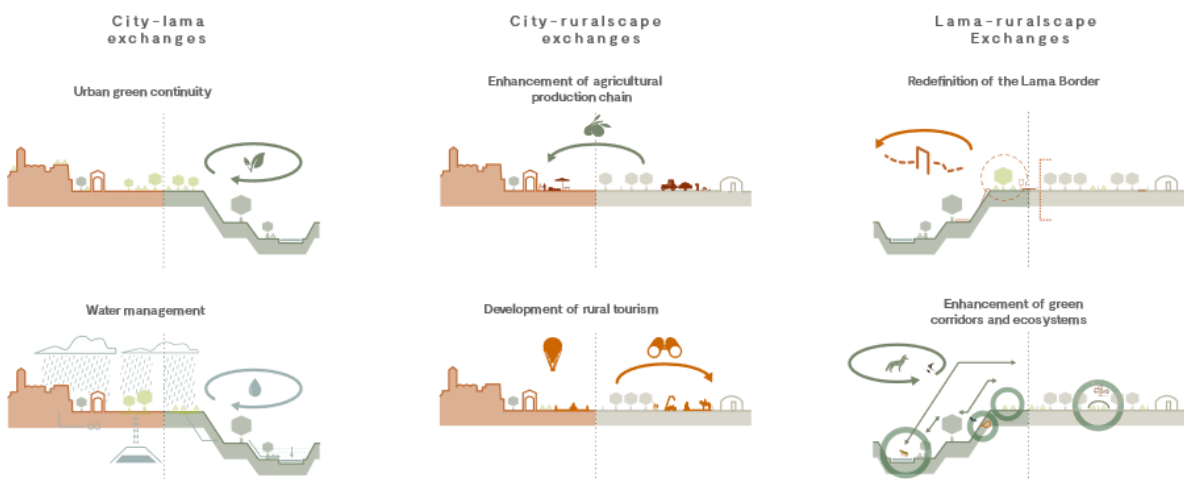 City-lama
exchanges
City-ruralscape
exchanges
Lama-ruralscape
Exchanges
Urban green continuity
Enhancement of agricultural
production chain
Redefinition of the Lama Border
Water management
Development of rural tourism
Enhancement of green
corridors and ecosystems